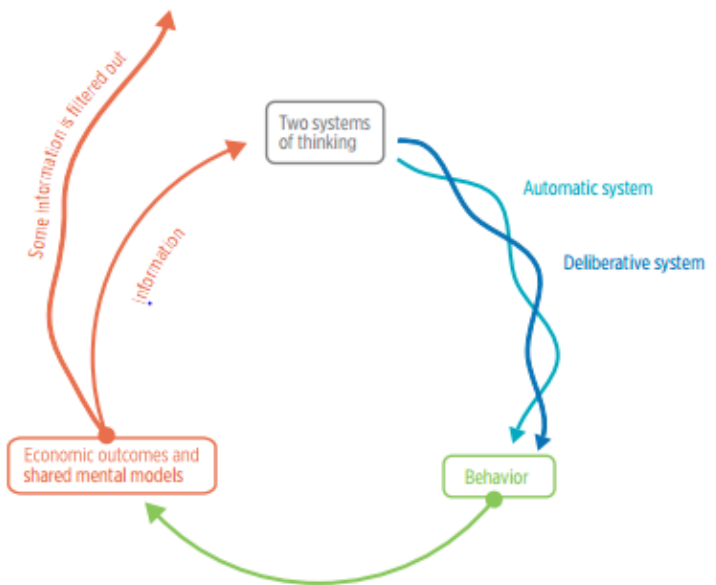 Some information is filtered out
Two systems
of thinking
information
Automatic system
Deliberative system
Economic outcomes and
shared mental models
Behavior